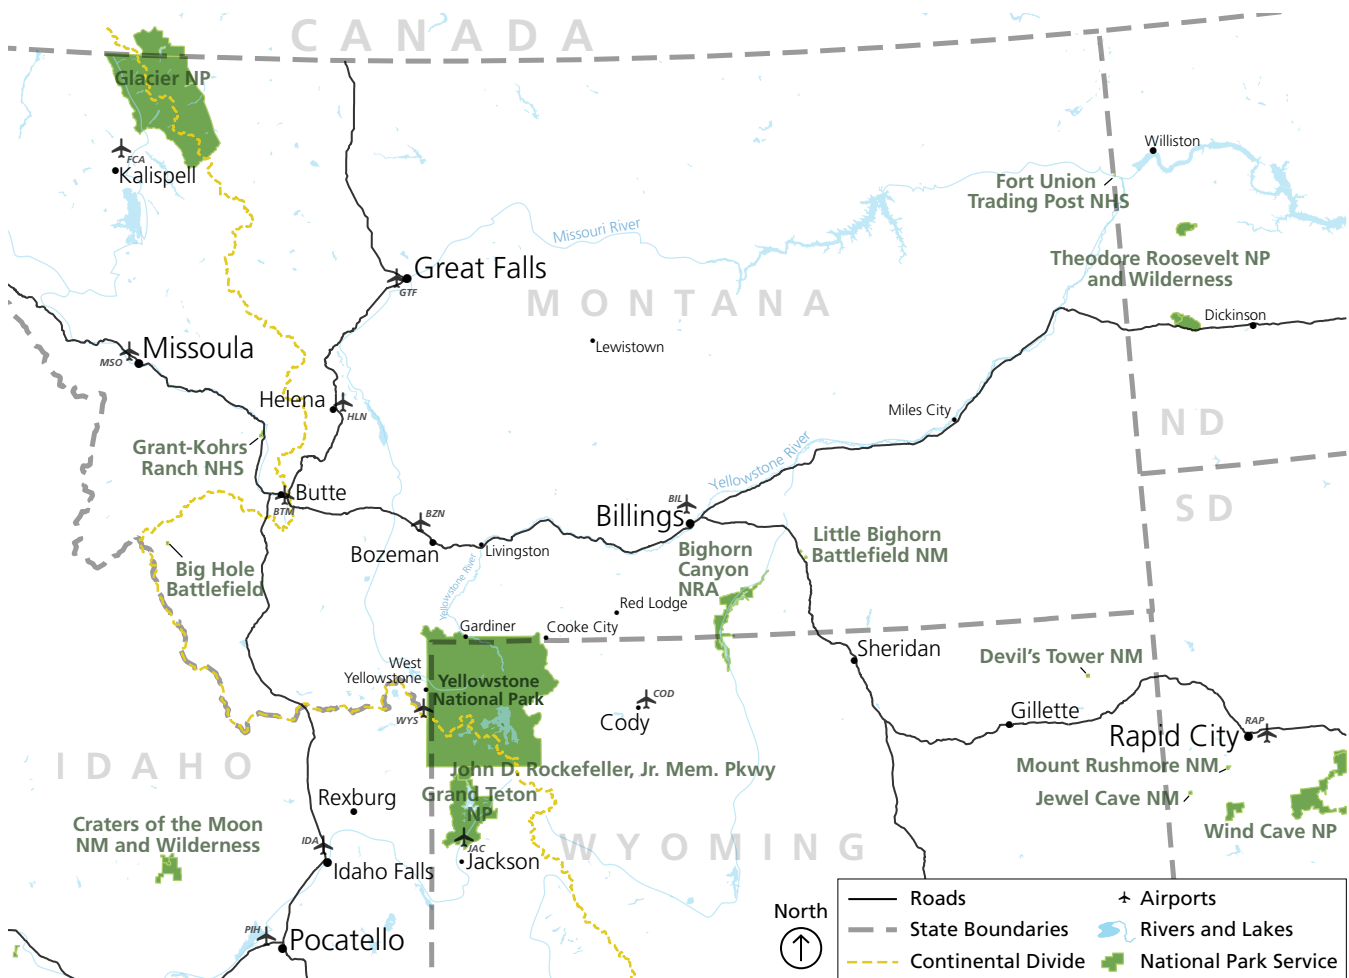 CANADA
Glacier NP
FCA
Kalispell
Williston
Fort Union
Trading Post NHS
Missouri River
Theodore Roosevelt NP
and Wilderness
Great Falls
GTF
MONTANA
Dickinson
Missoula
MSO
Lewistown
Helena
HLN
Miles City
ND
Grant-Kohrs
Ranch NHS
Yellowstone River
Butte
BTM
BIL
Billings
SD
BZN
Bozeman
Livingston
Little Bighorn
Battlefield NM
Bighorn
Canyon
NRA
Big Hole
Battlefield
Yellowstone River
Red Lodge
Gardiner
Cooke City
Sheridan
Devil's Tower NM
West
Yellowstone
Yellowstone
National Park
WYS
COD
Cody
Gillette
RAP
Rapid City
IDAHO
John D. Rockefeller, Jr. Mem. Pkwy
Mount Rushmore NM
Grand Teton
NP
Rexburg
Jewel Cave NM
Craters of the Moon
NM and Wilderness
Wind Cave NP
IDA
JAC
Jackson
WYOMING
Idaho Falls
PIH
Pocatello
North
Roads
Airports
State Boundaries
Rivers and Lakes
Continental Divide
National Park Service